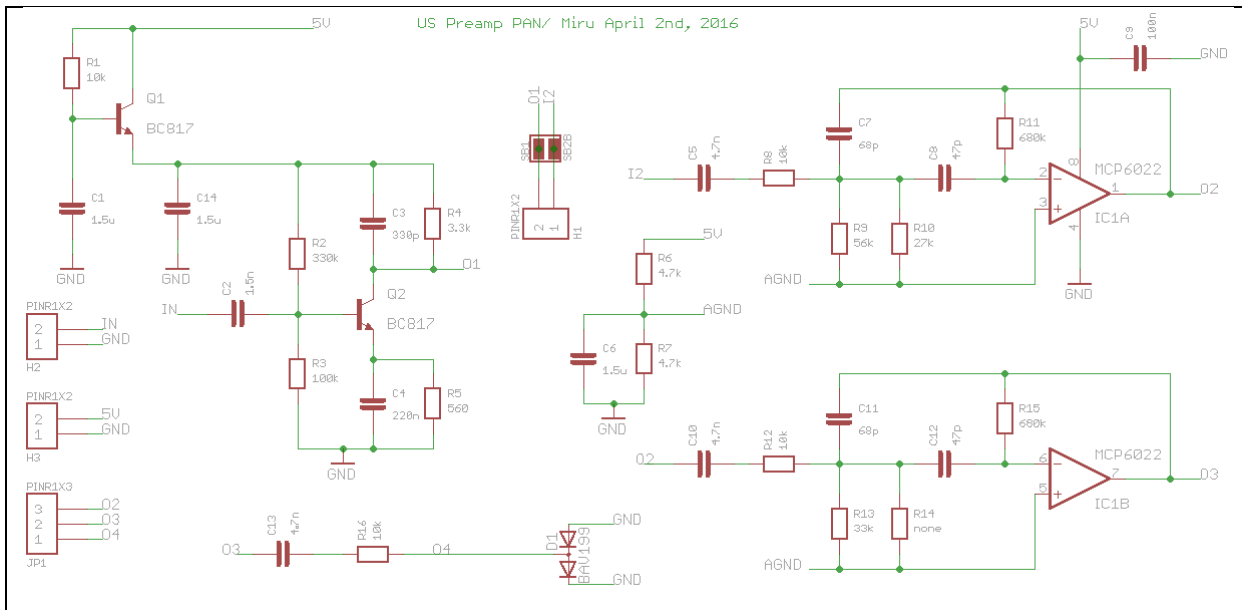 US Preamp PAN/ Miru April 2nd, 2016
5V
R1
10k
Q1
BC817
C1
1.5u
GND
C14
1.5u
GND
C3
330p
R4
3.3k
O1
R2
330k
C2
1.5n
IN
Q2
BC817
R3
100k
C4
220n
R5
560
GND
PINR1X2
2
1
IN
GND
H2
PINR1X2
2
1
5V
GND
H3
PINR1X3
3
2
1
O2
O3
O4
JP1
O1
I2
SB1
SB2B
PINR1X2
2
1
H1
5V
R6
4.7k
AGND
C6
1.5u
R7
4.7k
GND
5V
C9
100n
GND
I2
C5
4.7n
R8
10k
C7
68p
C8
47p
R11
680k
R9
56k
R10
27k
AGND
2
3
8
4
1
MCP6022
IC1A
O2
GND
O2
C10
4.7n
R12
10k
C11
68p
C12
47p
R15
680k
R13
33k
R14
none
AGND
6
5
7
MCP6022
IC1B
O3
O3
C13
4.7n
R16
10k
O4
D1
BAV199
GND
GND